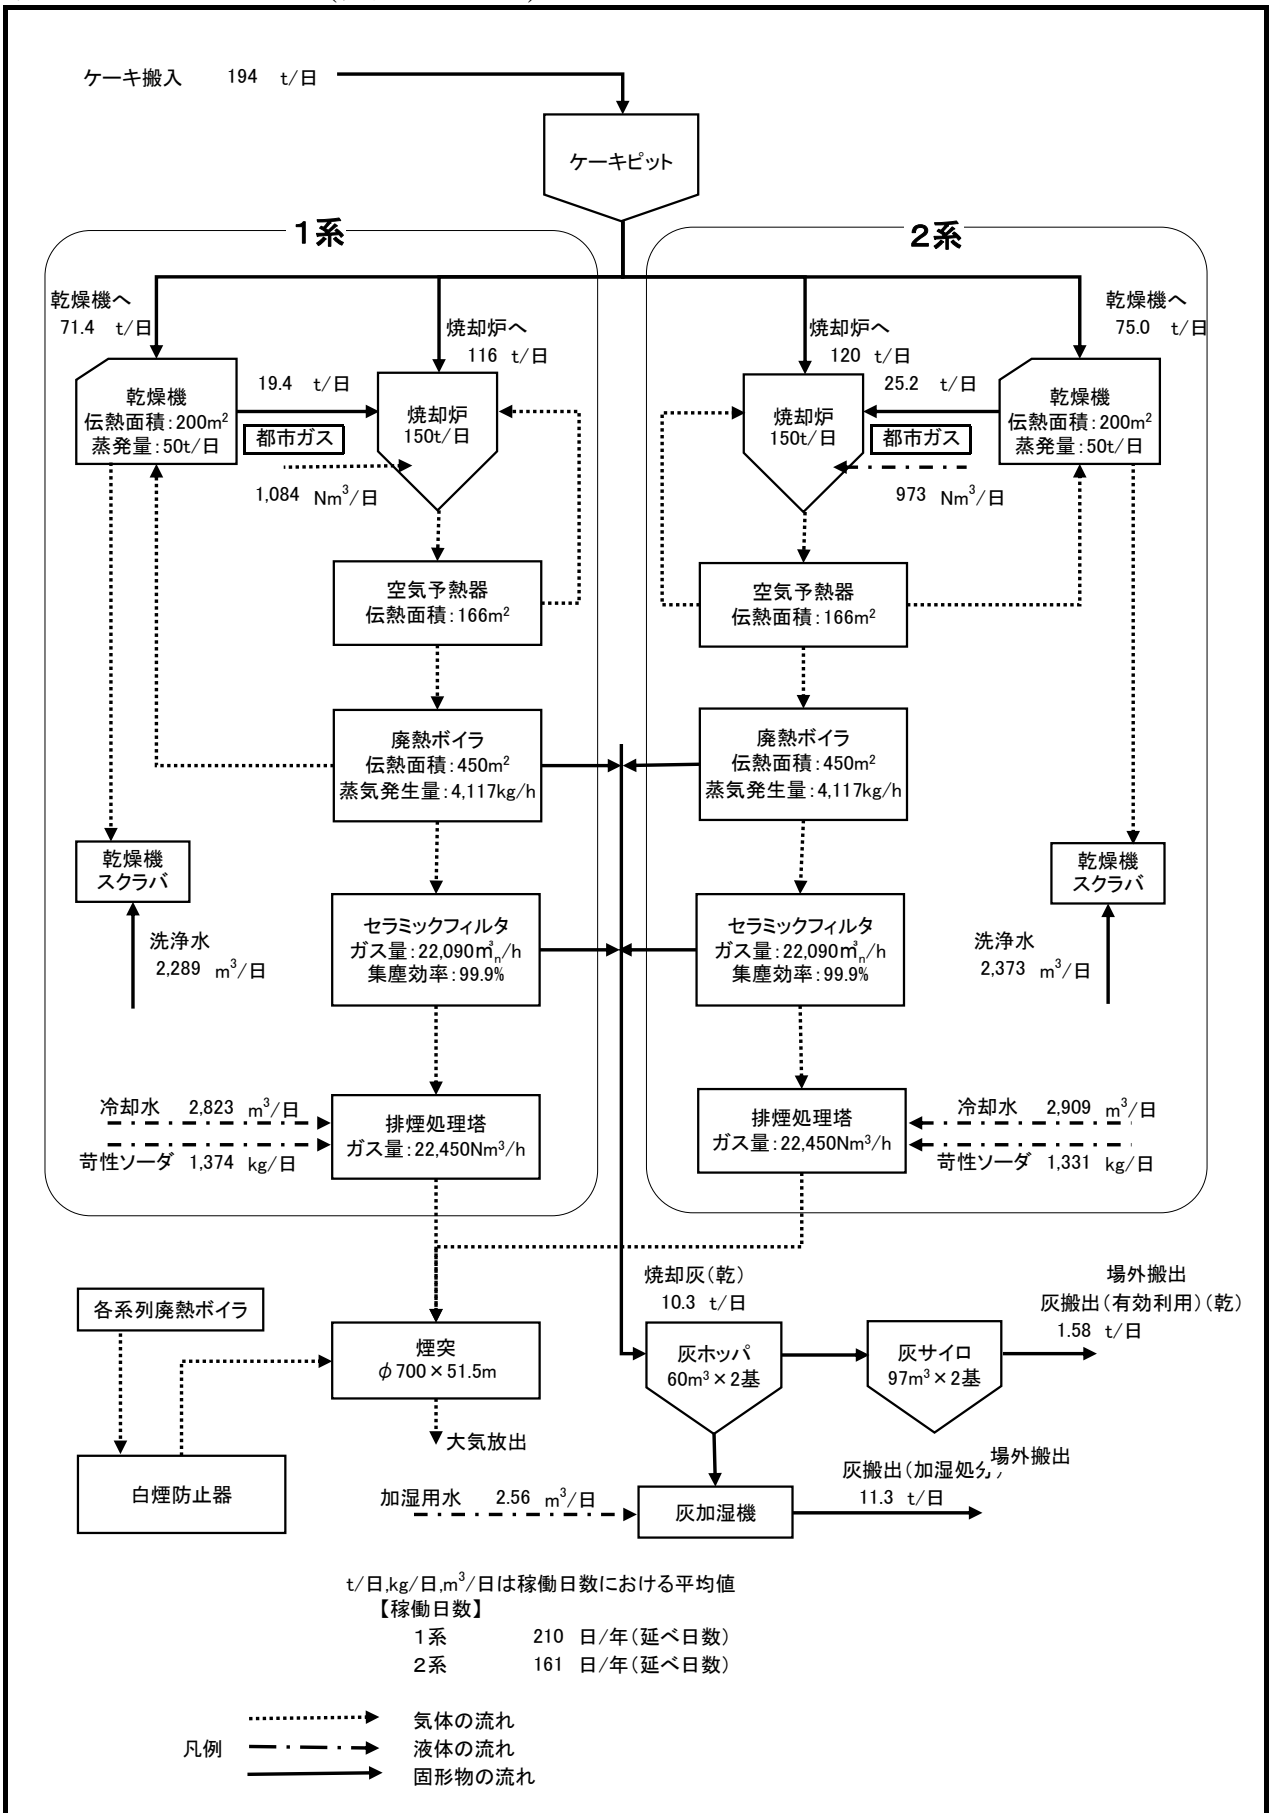 ケーキ搬入 194 t/日
ケーキピット
1系
2系
乾燥機へ
71.4 t/日
焼却炉へ
116 t/日
焼却炉へ
120 t/日
乾燥機へ
75.0 t/日
乾燥機
伝熱面積:200m²
蒸発量:50t/日
19.4 t/日
都市ガス
1,084 Nm³/日
焼却炉
150t/日
焼却炉
150t/日
25.2 t/日
都市ガス
973 Nm³/日
乾燥機
伝熱面積:200m²
蒸発量:50t/日
空気予熱器
伝熱面積:166m²
空気予熱器
伝熱面積:166m²
廃熱ボイラ
伝熱面積:450m²
蒸気発生量:4,117kg/h
廃熱ボイラ
伝熱面積:450m²
蒸気発生量:4,117kg/h
乾燥機
スクラバ
乾燥機
スクラバ
洗浄水
2,289 m³/日
セラミックフィルタ
ガス量:22,090㎥n/h
集塵効率:99.9%
セラミックフィルタ
ガス量:22,090㎥n/h
集塵効率:99.9%
洗浄水
2,373 m³/日
冷却水 2,823 m³/日
苛性ソーダ 1,374 kg/日
排煙処理塔
ガス量:22,450Nm³/h
排煙処理塔
ガス量:22,450Nm³/h
冷却水 2,909 m³/日
苛性ソーダ 1,331 kg/日
各系列廃熱ボイラ
煙突
φ700×51.5m
大気放出
白煙防止器
焼却灰(乾)
10.3 t/日
灰ホッパ
60m³×2基
灰サイロ
97m³×2基
場外搬出
灰搬出(有効利用)(乾)
1.58 t/日
場外搬出
灰搬出(加湿処分)
11.3 t/日
加湿用水 2.56 m³/日
灰加湿機
t/日,kg/日,m³/日は稼働日数における平均値
【稼働日数】
1系 210 日/年(延べ日数)
2系 161 日/年(延べ日数)
凡例
気体の流れ
液体の流れ
固形物の流れ